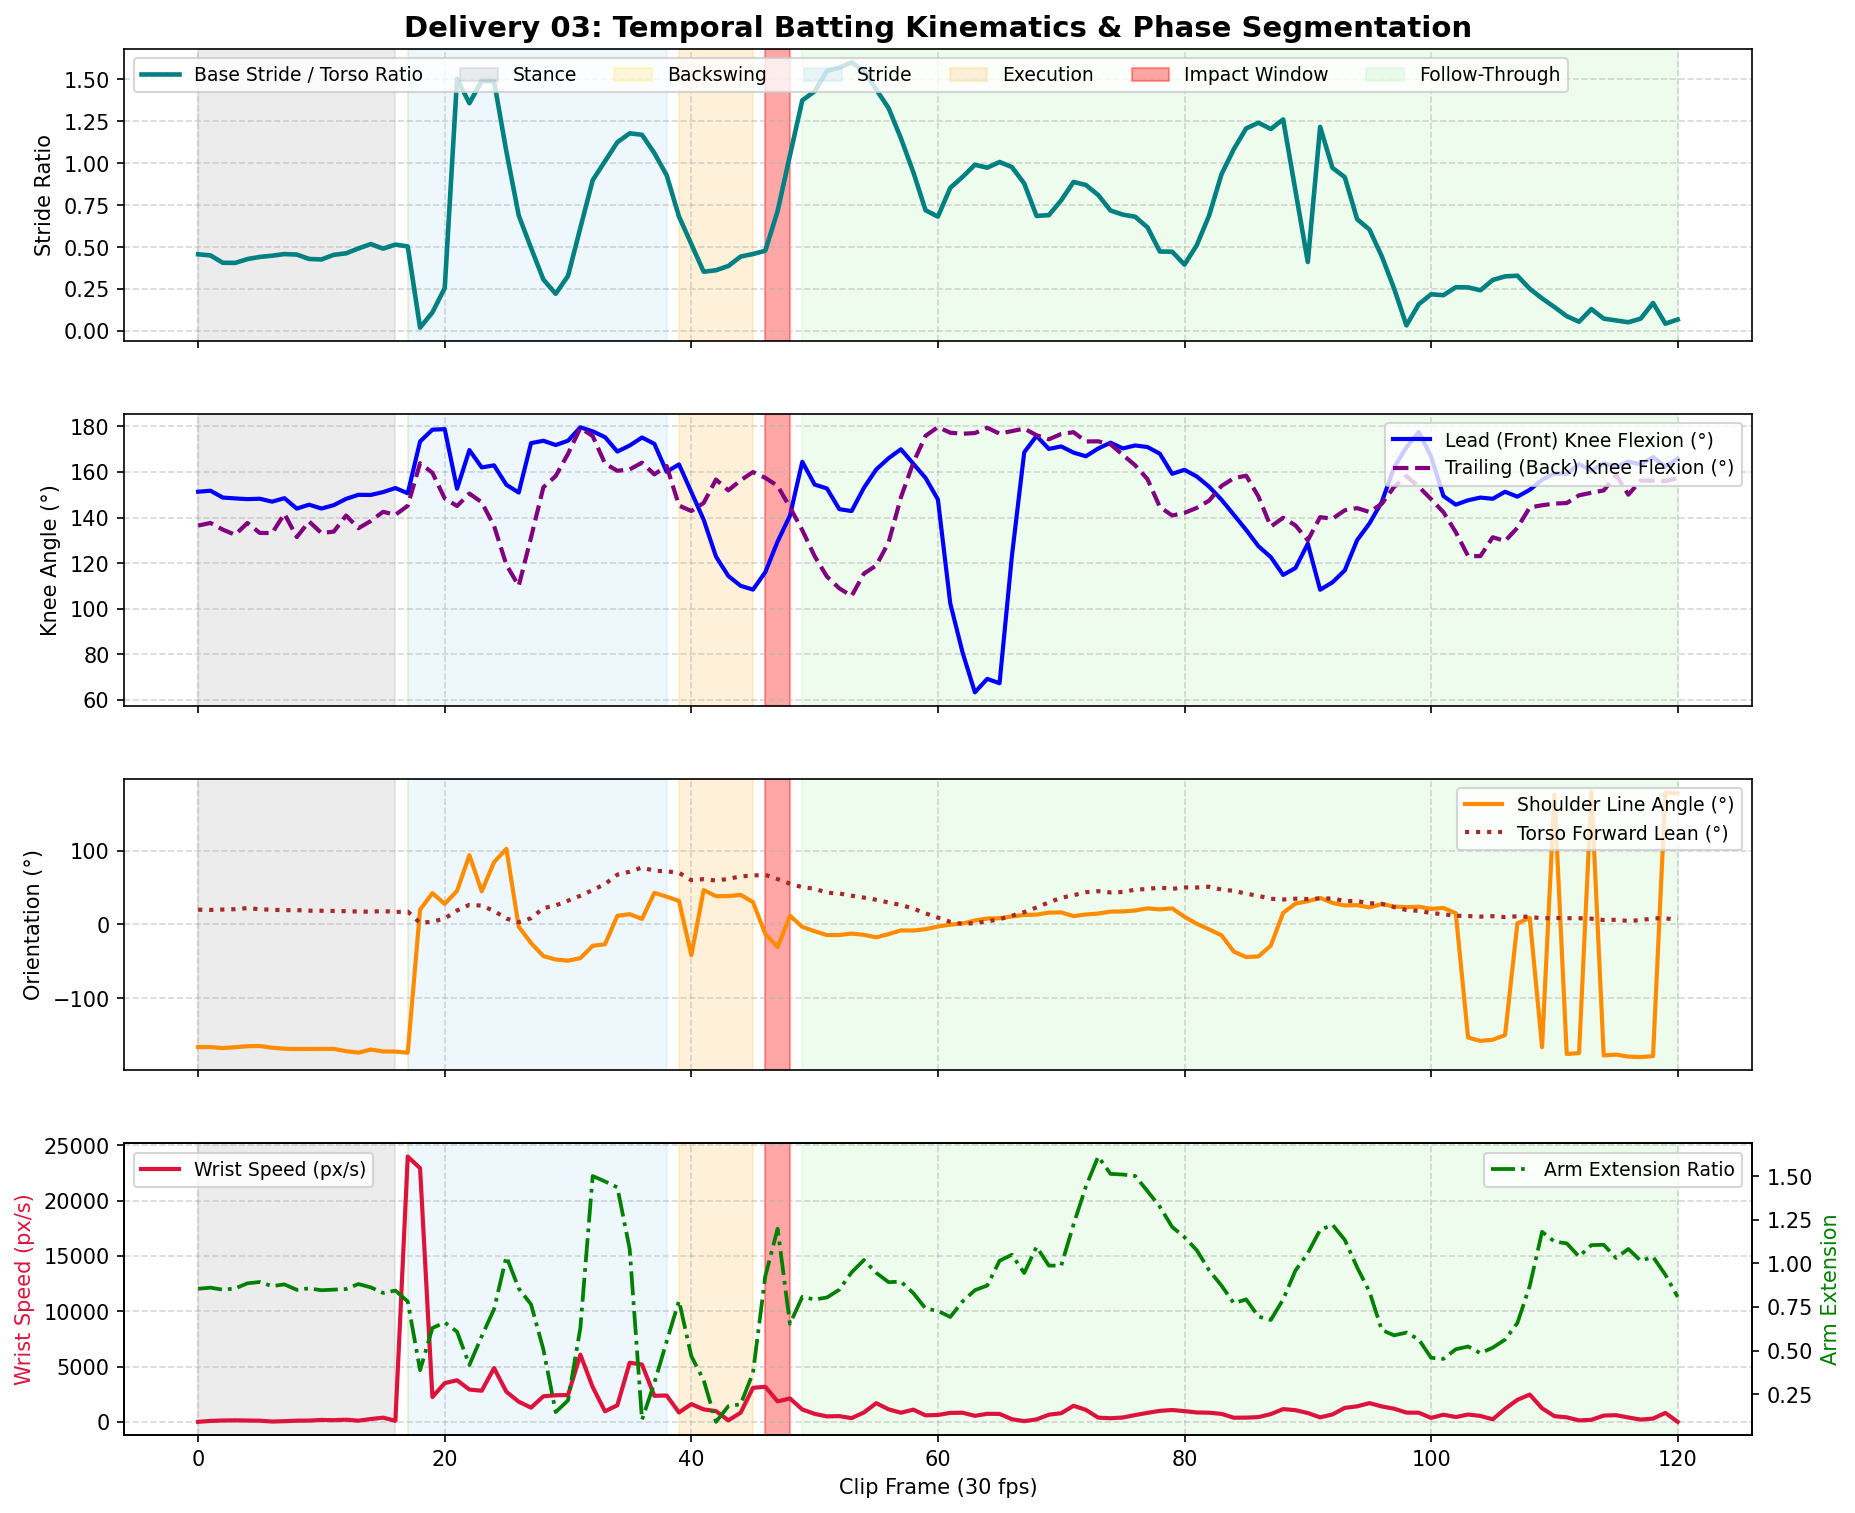 Delivery 03: Temporal Batting Kinematics & Phase Segmentation
Base Stride / Torso Ratio
Stance
Backswing
Stride
Execution
Impact Window
Follow-Through
Stride Ratio
1.50
1.25
1.00
0.75
0.50
0.25
0.00
Lead (Front) Knee Flexion (°)
Trailing (Back) Knee Flexion (°)
Knee Angle (°)
180
160
140
120
100
80
60
Shoulder Line Angle (°)
Torso Forward Lean (°)
Orientation (°)
100
0
−100
Wrist Speed (px/s)
Arm Extension Ratio
Wrist Speed (px/s)
25000
20000
15000
10000
5000
0
1.50
1.25
1.00
0.75
0.50
0.25
Arm Extension
0 20 40 60 80 100 120
Clip Frame (30 fps)